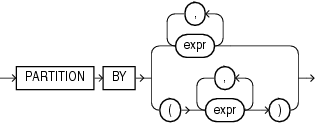 ,
expr
PARTITION BY
,
( expr )